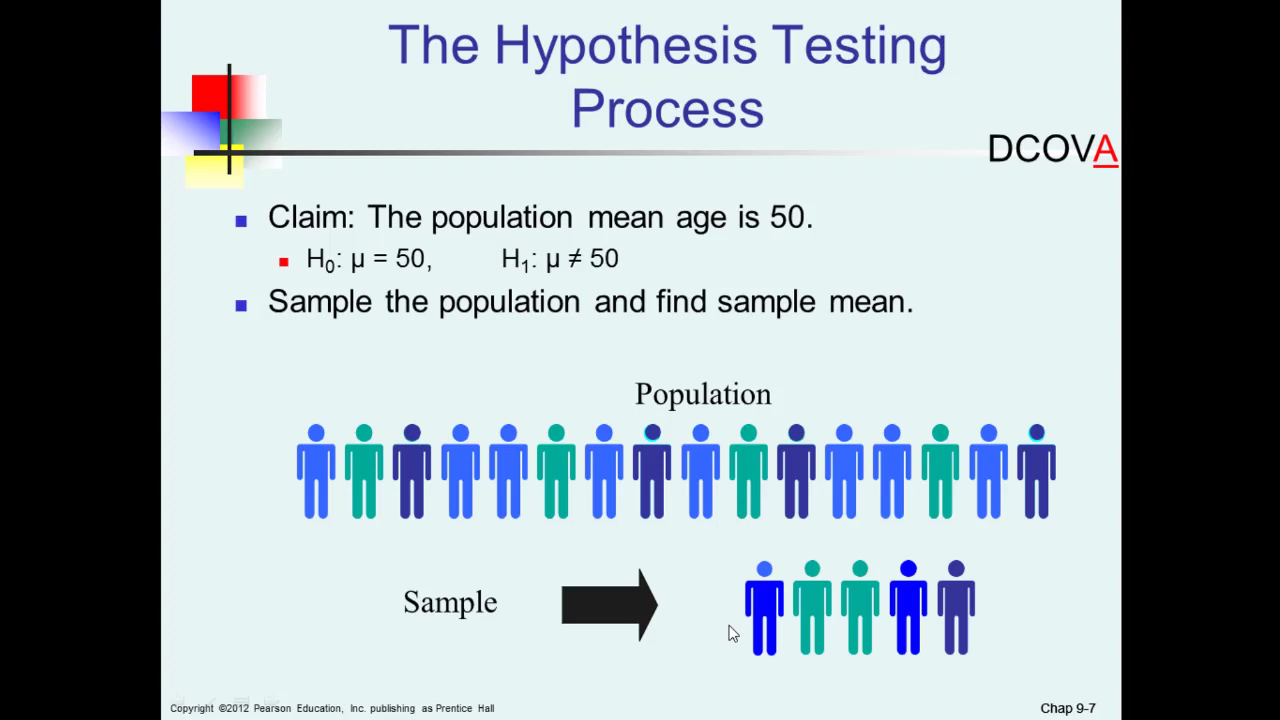 The Hypothesis Testing
Process
DCOVA
Claim: The population mean age is 50.
H₀: μ = 50, H₁: μ ≠ 50
Sample the population and find sample mean.
Population
Sample
Copyright ©2012 Pearson Education, Inc. publishing as Prentice Hall
Chap 9-7